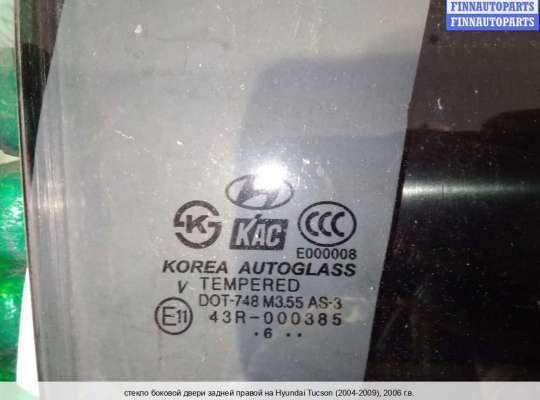 FINNAUTOPARTS
FINNAUTOPARTS
KAC
E000008
KOREA AUTOGLASS
V TEMPERED
DOT-748 M3.55 AS-3
E11 43R-000385
.6 ..
стекло боковой двери задней правой на Hyundai Tucson (2004-2009), 2006 г.в.